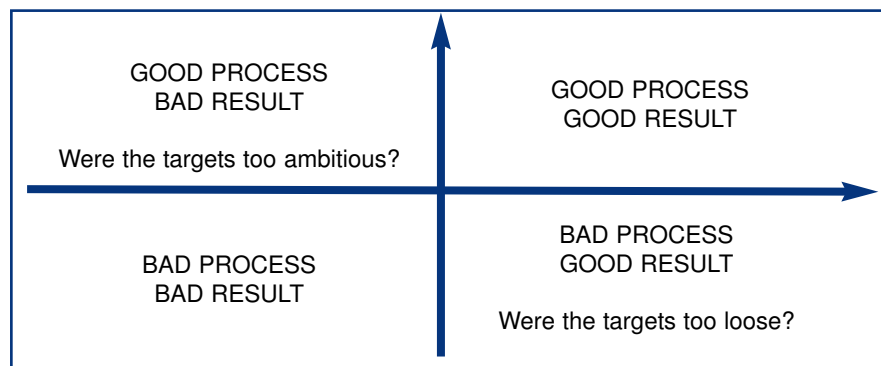 GOOD PROCESS
BAD RESULT
Were the targets too ambitious?
GOOD PROCESS
GOOD RESULT
BAD PROCESS
BAD RESULT
BAD PROCESS
GOOD RESULT
Were the targets too loose?